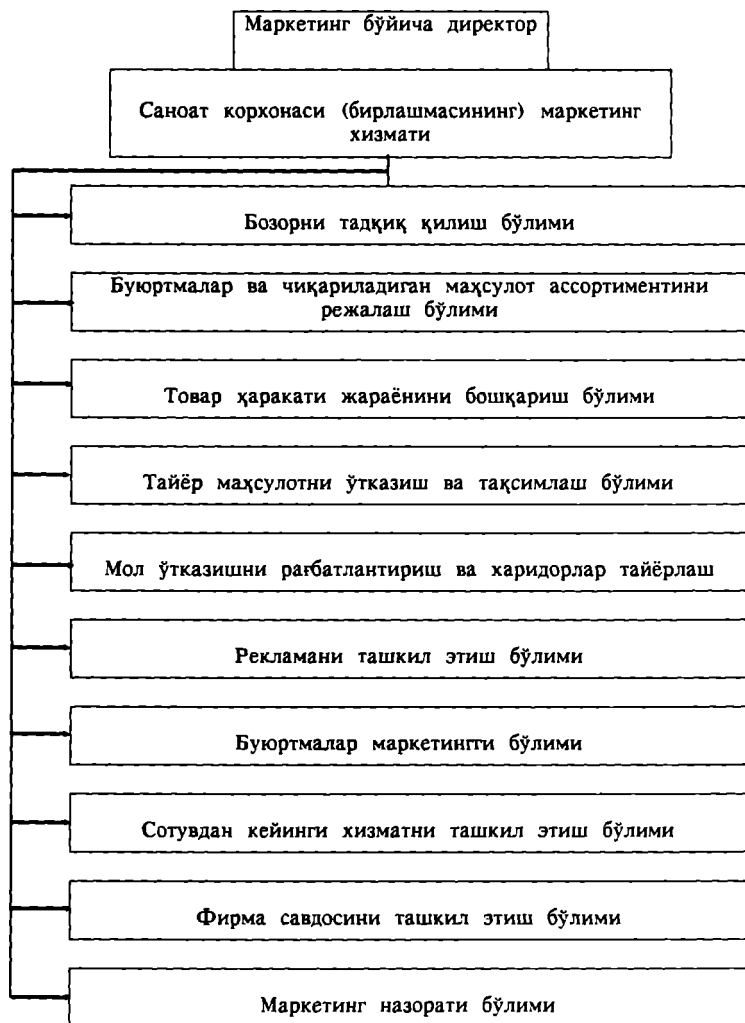 Маркетинг бўйича директор
Саноат корхонаси (бирлашмасининг) маркетинг
хизмати
Бозорни тадқиқ қилиш бўлими
Буюртмалар ва чиқариладиган маҳсулот ассортиментини
режалаш бўлими
Товар ҳаракати жараёнини бошқариш бўлими
Тайёр маҳсулотни ўтказиш ва тақсимлаш бўлими
Мол ўтказишни рағбатлантириш ва харидорлар тайёрлаш
Рекламани ташкил этиш бўлими
Буюртмалар маркетингги бўлими
Сотувдан кейинги хизматни ташкил этиш бўлими
Фирма савдосини ташкил этиш бўлими
Маркетинг назорати бўлими